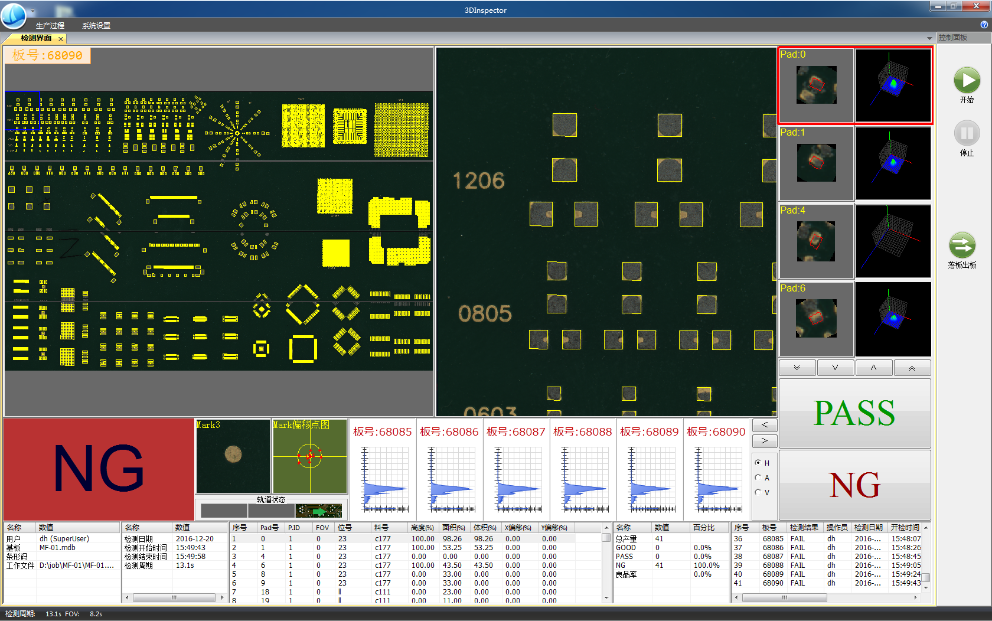 3DInspector
生产过程 系统设置
检测界面
控制面板
板号:68090
1206
0805
0603
Pad:0
Pad:1
Pad:4
Pad:6
开始
停止
PASS
NG
NG
Mark3
Mark偏移点图
轨道状态
板号:68085 板号:68086 板号:68087 板号:68088 板号:68089 板号:68090
H
A
V
名称 数值
用户 dh (SuperUser)
基板 MF-01.mdb
条形码
工作文件 D:\job\MF-01\MF-01....
名称 数值
检测日期 2016-12-20
检测开始时间 15:49:43
检测结束时间 15:49:58
检测周期 13.1s
序号 Pad号 P.ID FOV 位号 料号 高度(%) 面积(%) 体积(%) X偏移(%) Y偏移(%)
1 0 1 0 23 c177 100.00 98.26 98.26 0.00 0.00
2 1 1 0 23 c177 100.00 53.25 53.25 0.00 0.00
3 4 1 0 23 c177 0.00 0.00 0.00 0.00 0.00
4 6 1 0 23 c177 100.00 43.50 43.50 0.00 0.00
5 8 1 0 23 c177 0.00 33.00 0.00 0.00 0.00
6 9 1 0 23 c177 0.00 33.00 0.00 0.00 0.00
7 18 1 0 c111 0.00 23.00 0.00 0.00 0.00
8 19 1 0 c111 0.00 11.00 0.00 0.00 0.00
名称 数值 百分比
总产量 41
GOOD 0 0.0%
PASS 0 0.0%
NG 41 100.0%
良品率 0.0%
序号 板号 检测结果 操作员 检测日期 开检时间
36 68085 FAIL dh 2016-... 15:48:07
37 68086 FAIL dh 2016-... 15:48:26
38 68087 FAIL dh 2016-... 15:48:45
39 68088 FAIL dh 2016-... 15:49:05
40 68089 FAIL dh 2016-... 15:49:24
41 68090 FAIL dh 2016-... 15:49:43
检测周期: 13.1s FOV: 8.2s